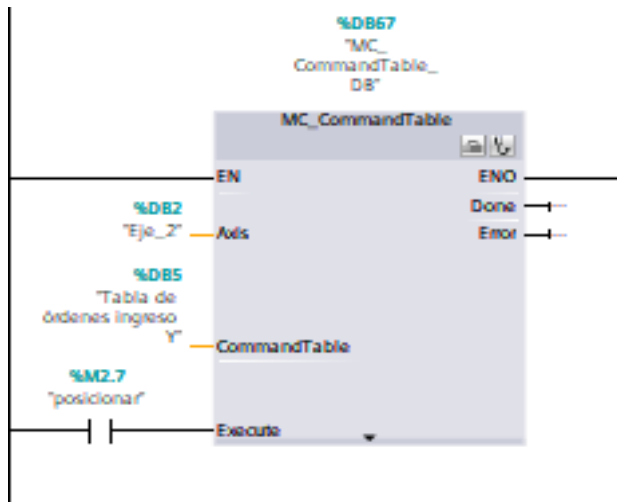 %DB67
"MC_
CommandTable_
DB"
MC_CommandTable
EN
ENO
%DB2
"Eje_2"
Axis
Done
Error
%DB5
"Tabla de
órdenes ingreso
Y"
CommandTable
%M2.7
"posicionar"
Execute